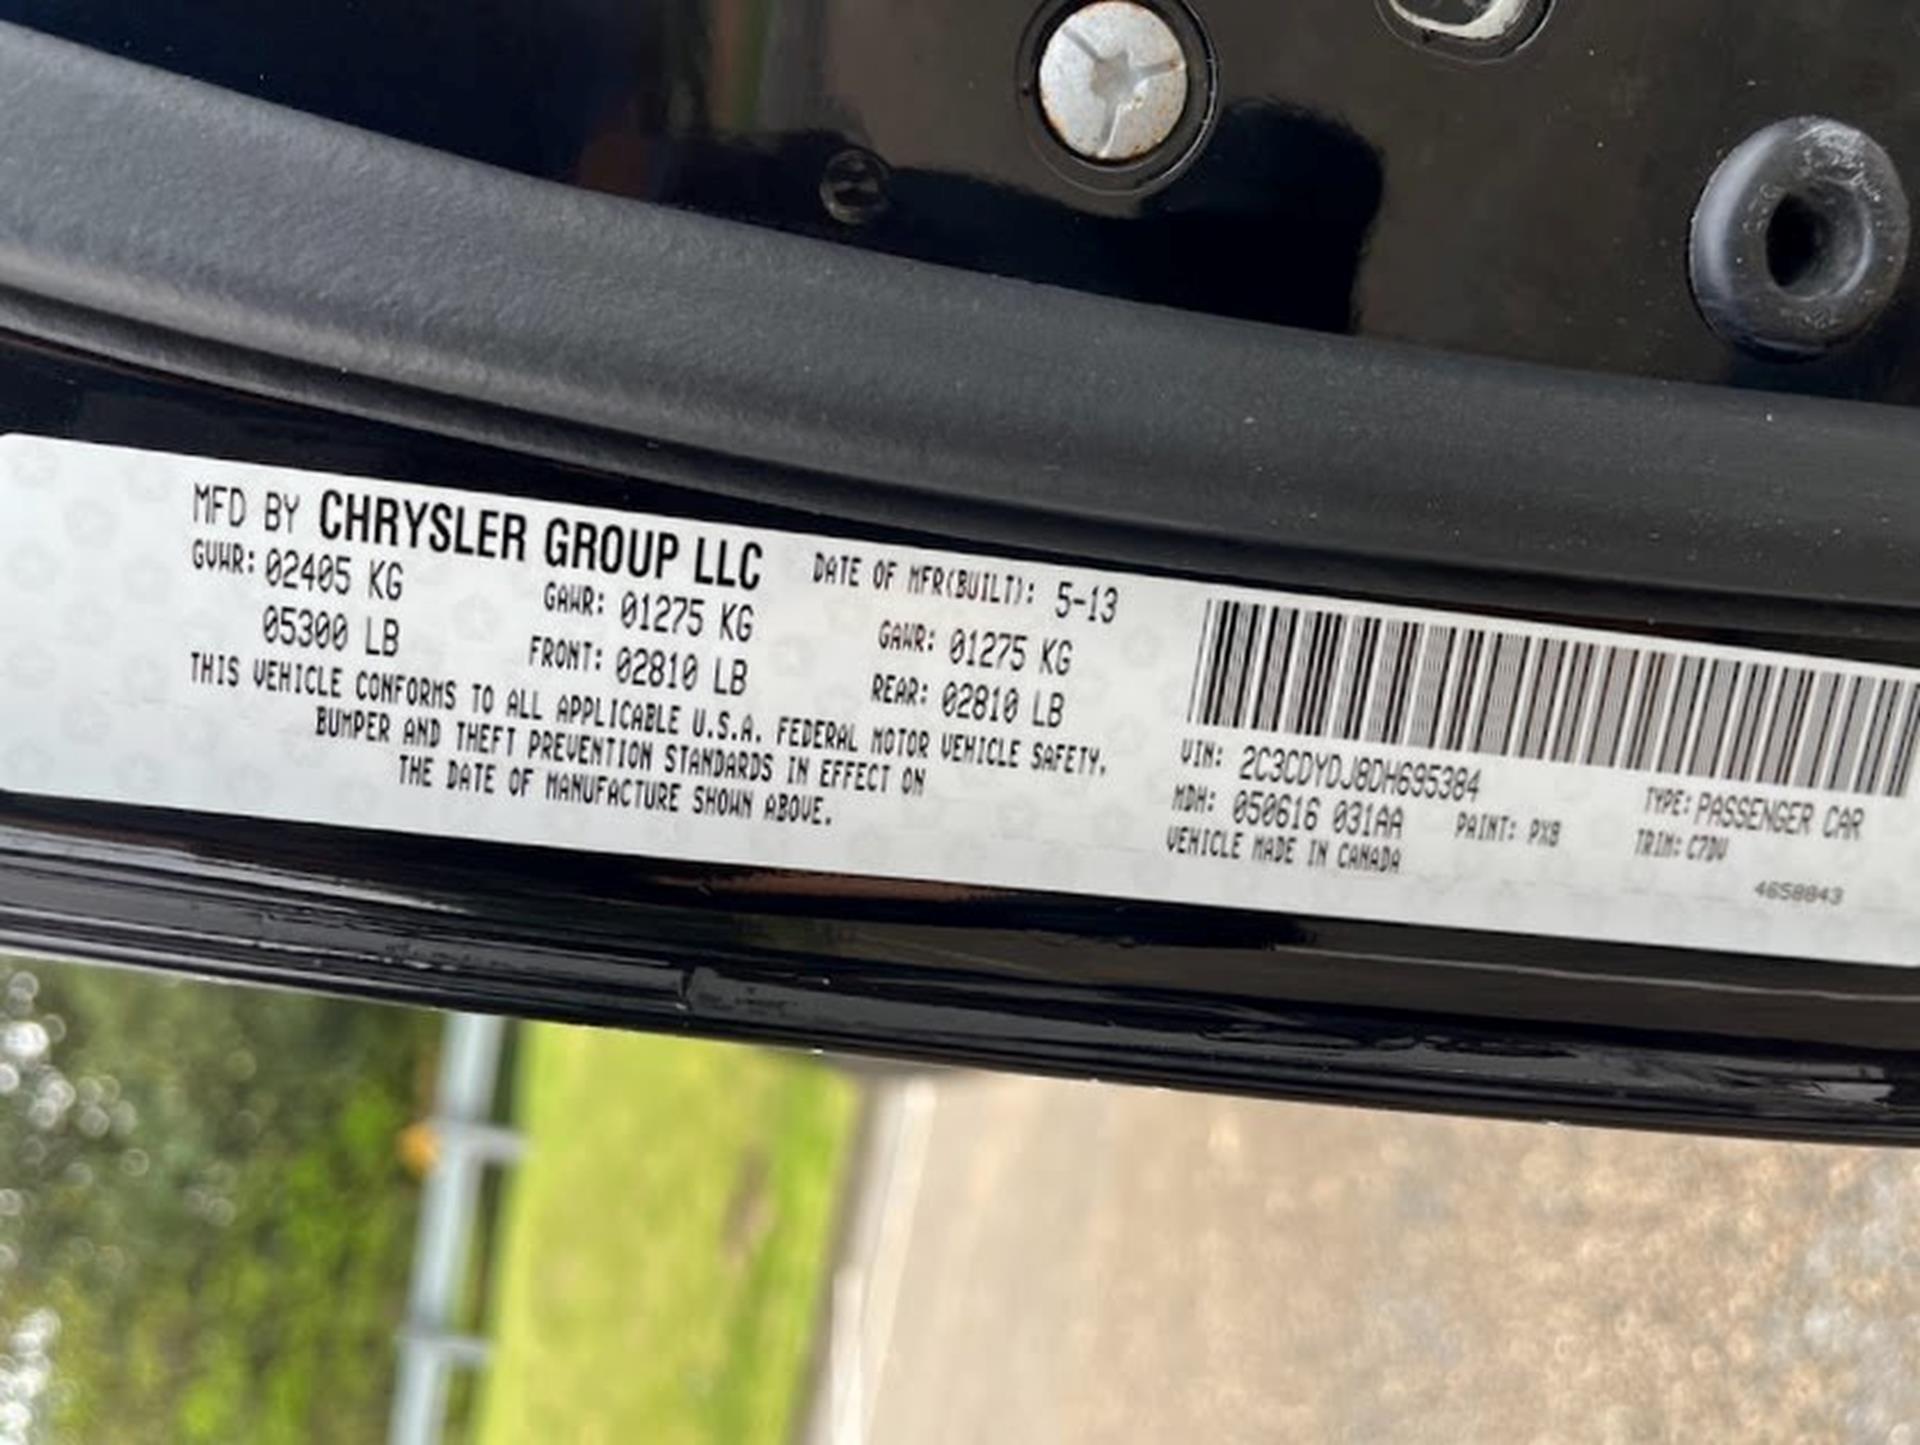 MFD BY CHRYSLER GROUP LLC DATE OF MFR(BUILT): 5-13
GVWR: 02405 KG GAWR: 01275 KG GAWR: 01275 KG
05300 LB FRONT: 02810 LB REAR: 02810 LB
THIS VEHICLE CONFORMS TO ALL APPLICABLE U.S.A. FEDERAL MOTOR VEHICLE SAFETY,
BUMPER AND THEFT PREVENTION STANDARDS IN EFFECT ON
THE DATE OF MANUFACTURE SHOWN ABOVE.
VIN: 2C3CDYDJ8DH695384 TYPE: PASSENGER CAR
MDH: 050616 031AA PAINT: PX8 TRIM: C7DV
VEHICLE MADE IN CANADA
4658843